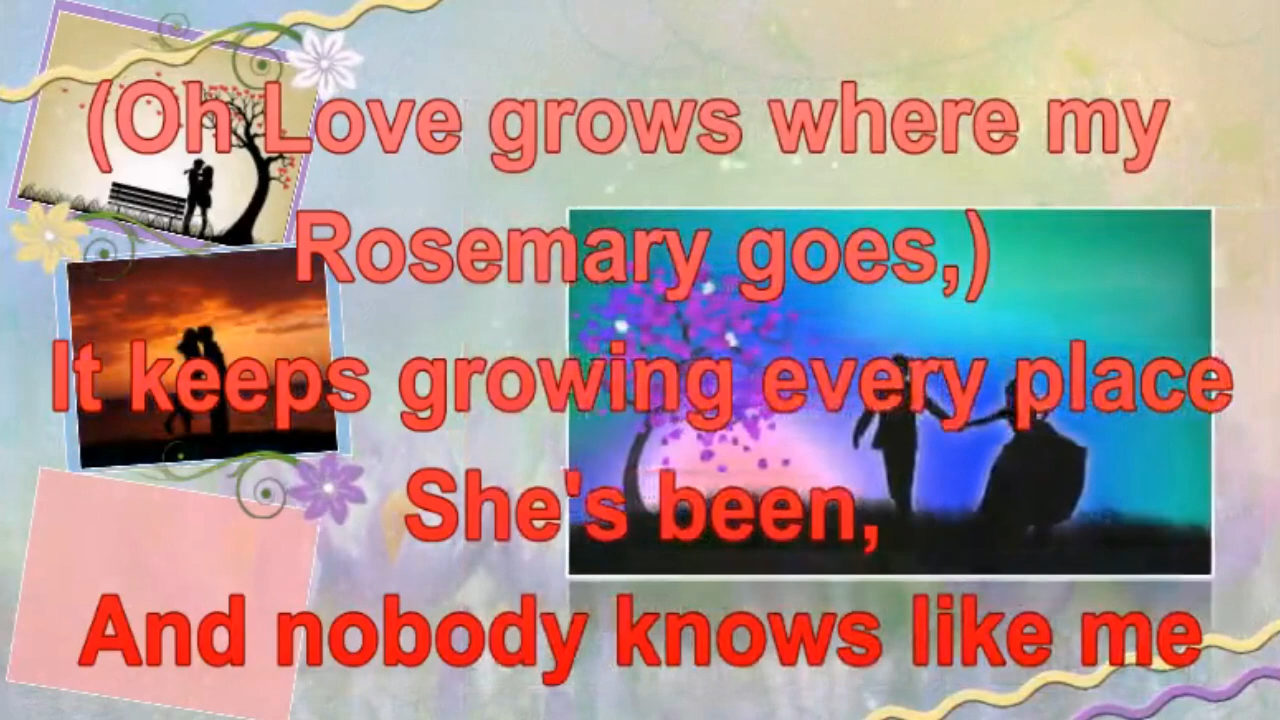 (Oh Love grows where my
Rosemary goes,)
It keeps growing every place
She's been,
And nobody knows like me